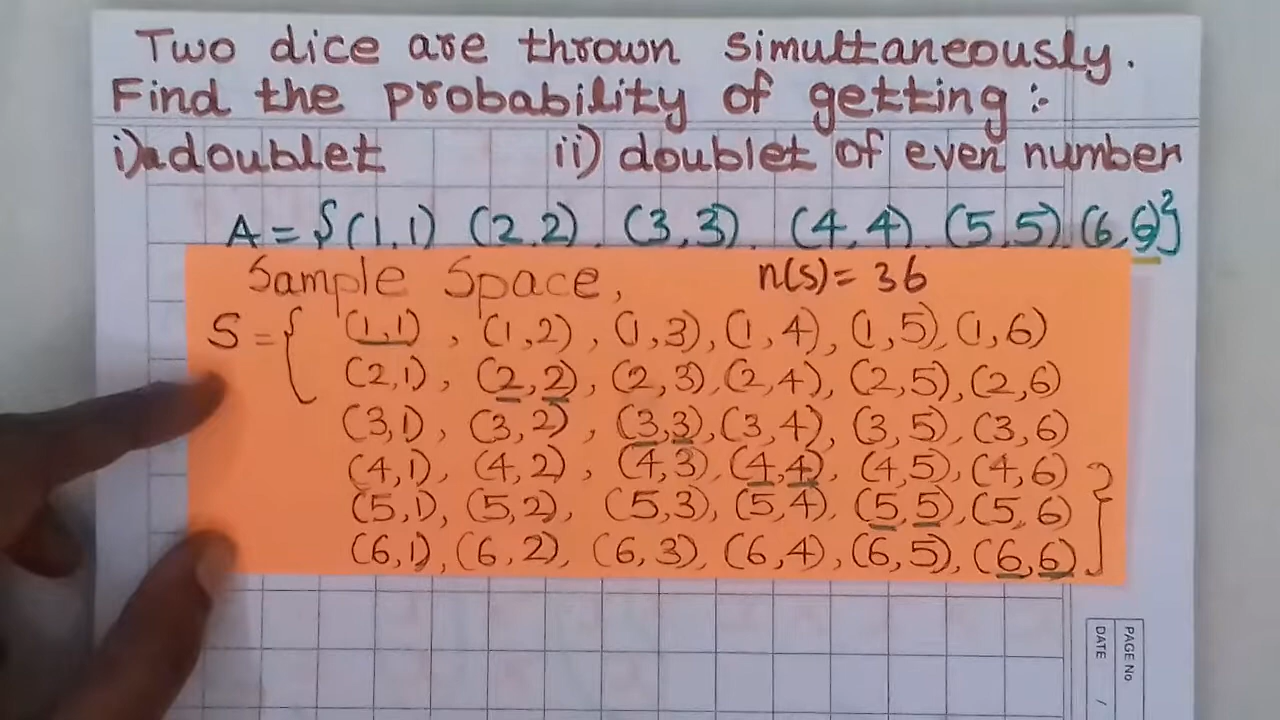 Two dice are thrown simultaneously.
Find the probability of getting :-
i) a doublet ii) doublet of even number
A = {(1,1) (2,2), (3,3), (4,4), (5,5), (6,6)}
Sample Space, n(s) = 36
S = { (1,1), (1,2), (1,3), (1,4), (1,5), (1,6)
(2,1), (2,2), (2,3), (2,4), (2,5), (2,6)
(3,1), (3,2), (3,3), (3,4), (3,5), (3,6)
(4,1), (4,2), (4,3), (4,4), (4,5), (4,6)
(5,1), (5,2), (5,3), (5,4), (5,5), (5,6)
(6,1), (6,2), (6,3), (6,4), (6,5), (6,6) }
PAGE No.
DATE /